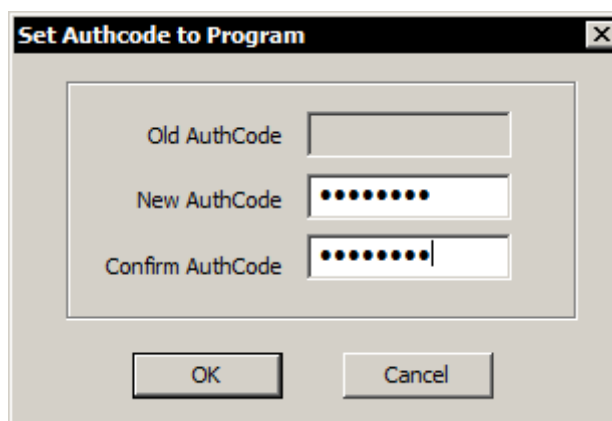 Set Authcode to Program
Old AuthCode
New AuthCode ••••••••
Confirm AuthCode ••••••••
OK Cancel